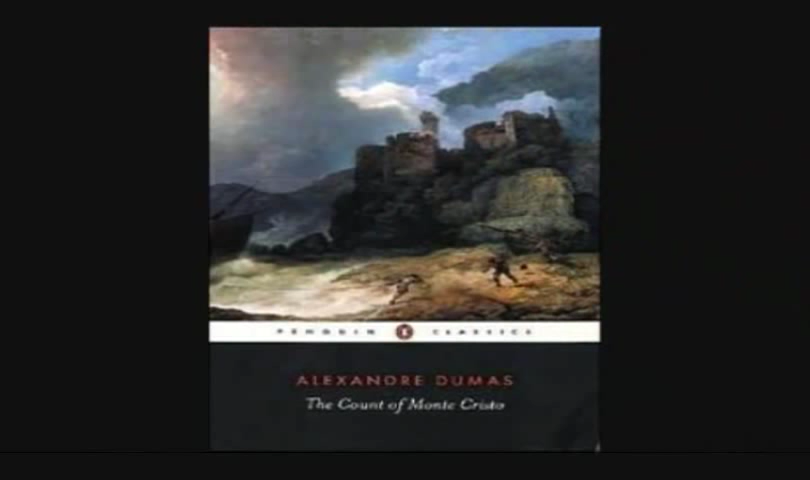 PENGUIN CLASSICS
ALEXANDRE DUMAS
The Count of Monte Cristo